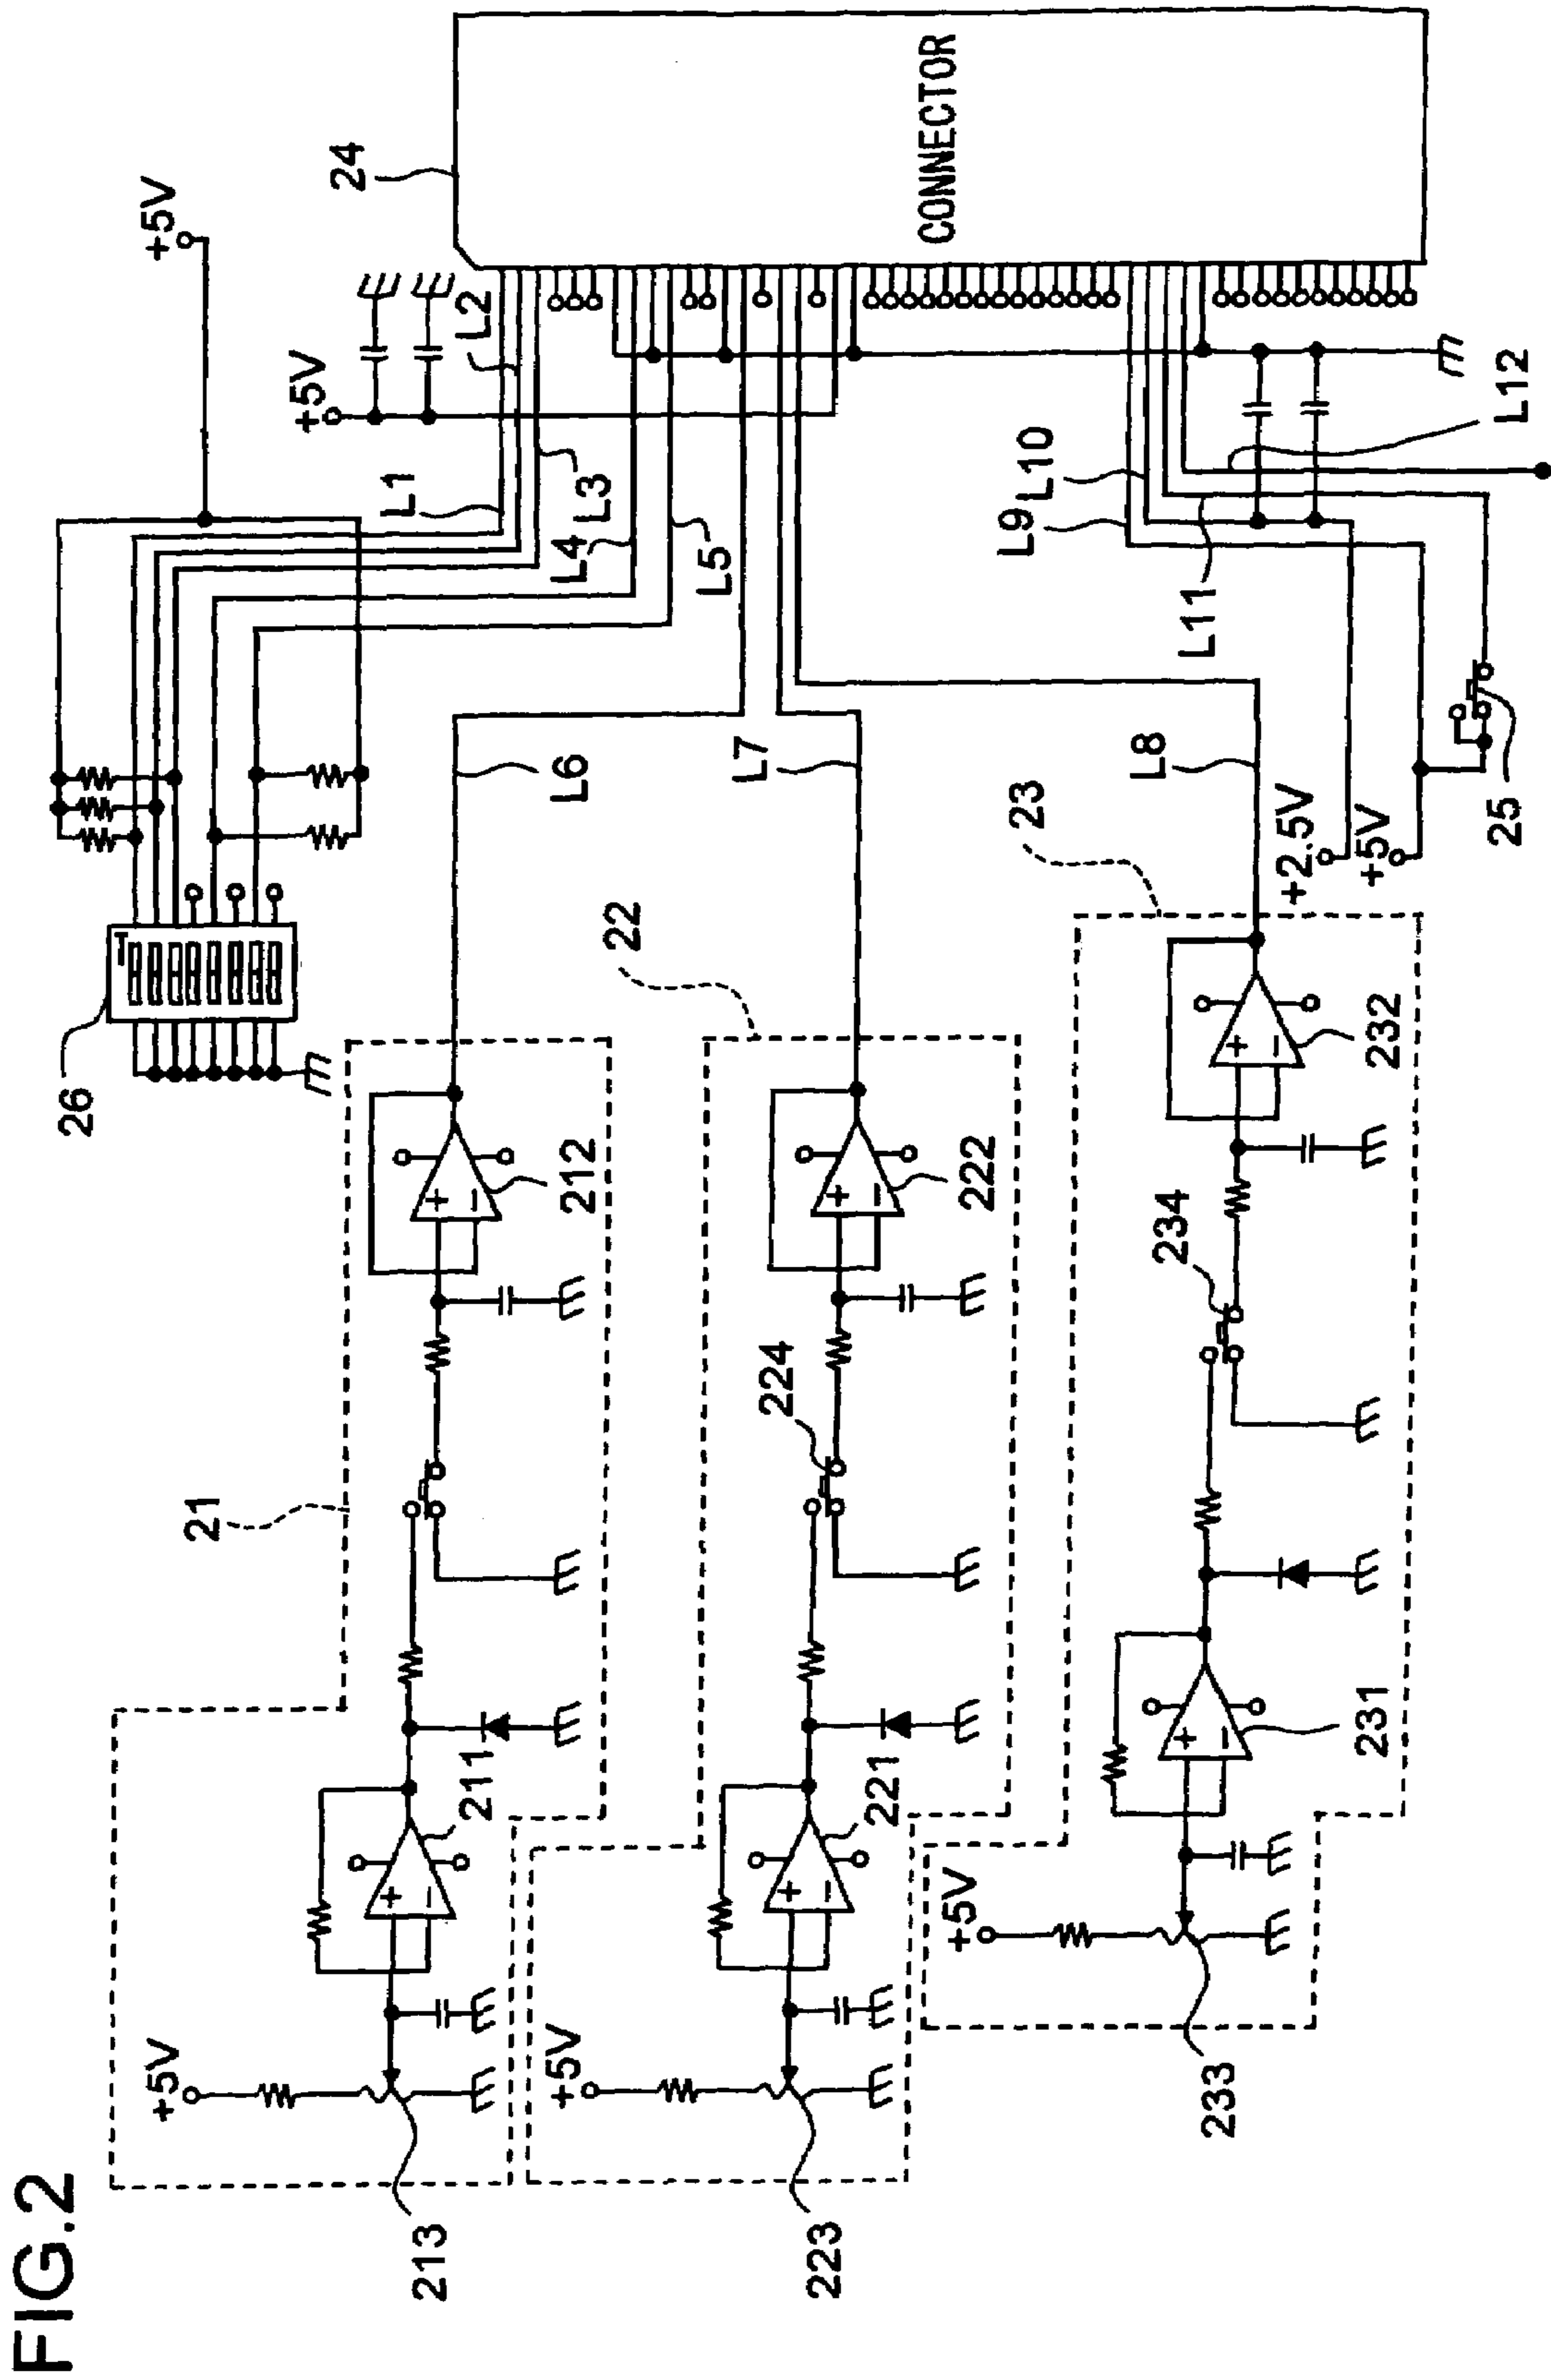 FIG.2
+5V
24
CONNECTOR
+5V
L2
L1
L3
L4
L5
26
L6
21
212
+
−
211
+
−
+5V
213
L7
22
222
+
−
224
221
+
−
+5V
223
L9
L10
L11
L12
L8
23
+2.5V
+5V
25
232
+
−
234
231
+
−
+5V
233